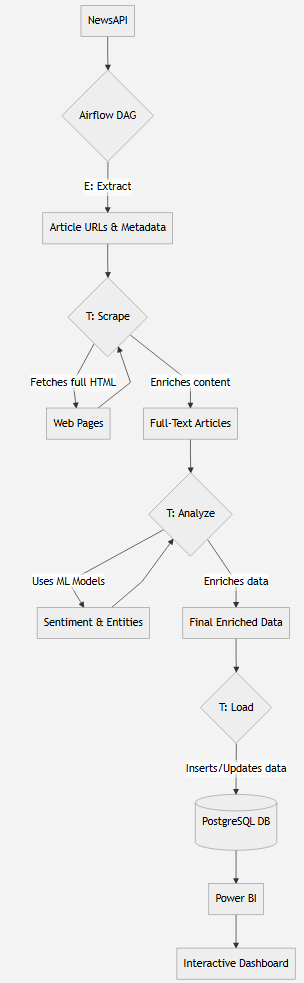 NewsAPI
Airflow DAG
E: Extract
Article URLs & Metadata
T: Scrape
Fetches full HTML
Enriches content
Web Pages
Full-Text Articles
T: Analyze
Uses ML Models
Enriches data
Sentiment & Entities
Final Enriched Data
T: Load
Inserts/Updates data
PostgreSQL DB
Power BI
Interactive Dashboard